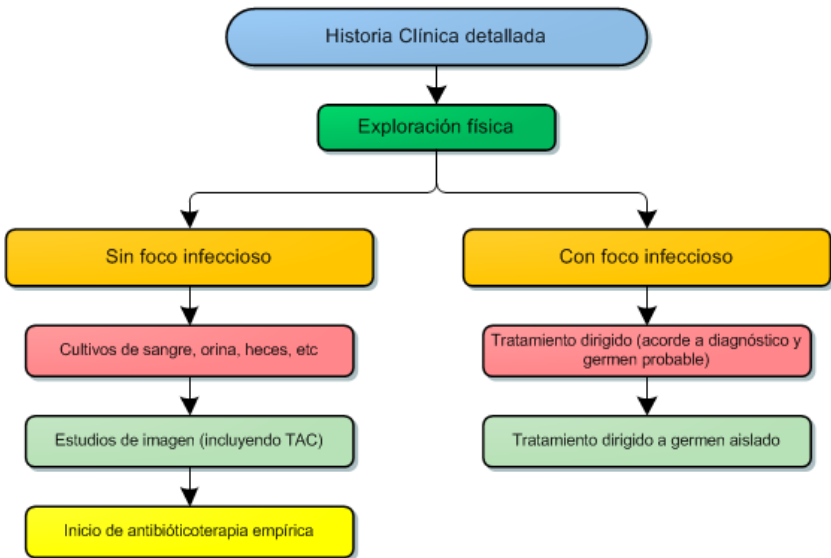 Historia Clínica detallada
Exploración física
Sin foco infeccioso
Con foco infeccioso
Cultivos de sangre, orina, heces, etc
Tratamiento dirigido (acorde a diagnóstico y
germen probable)
Estudios de imagen (incluyendo TAC)
Tratamiento dirigido a germen aislado
Inicio de antibióticoterapia empírica